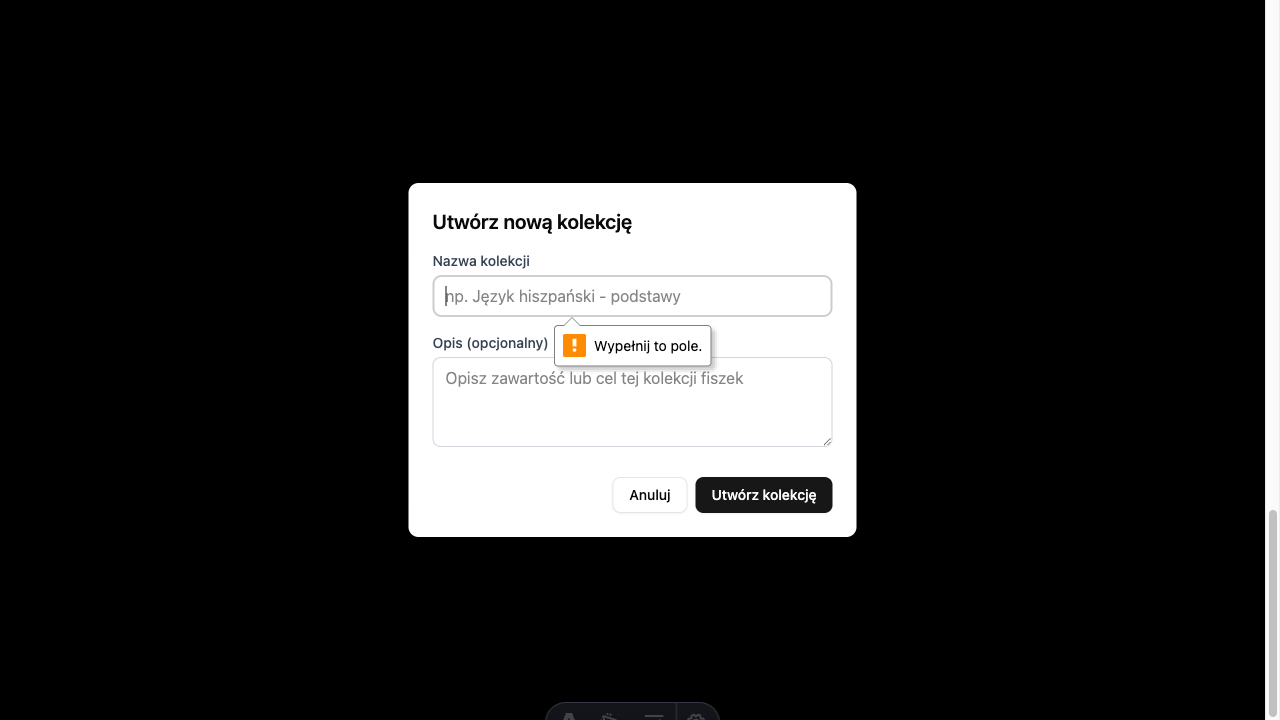 Utwórz nową kolekcję
Nazwa kolekcji
np. Język hiszpański - podstawy
Opis (opcjonalny)
Wypełnij to pole.
Opisz zawartość lub cel tej kolekcji fiszek
Anuluj
Utwórz kolekcję